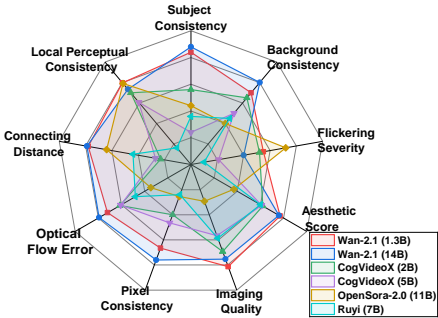 Subject
Consistency
Local Perceptual
Consistency
Background
Consistency
Connecting
Distance
Flickering
Severity
Optical
Flow Error
Aesthetic
Score
Pixel
Consistency
Imaging
Quality
Wan-2.1 (1.3B)
Wan-2.1 (14B)
CogVideoX (2B)
CogVideoX (5B)
OpenSora-2.0 (11B)
Ruyi (7B)